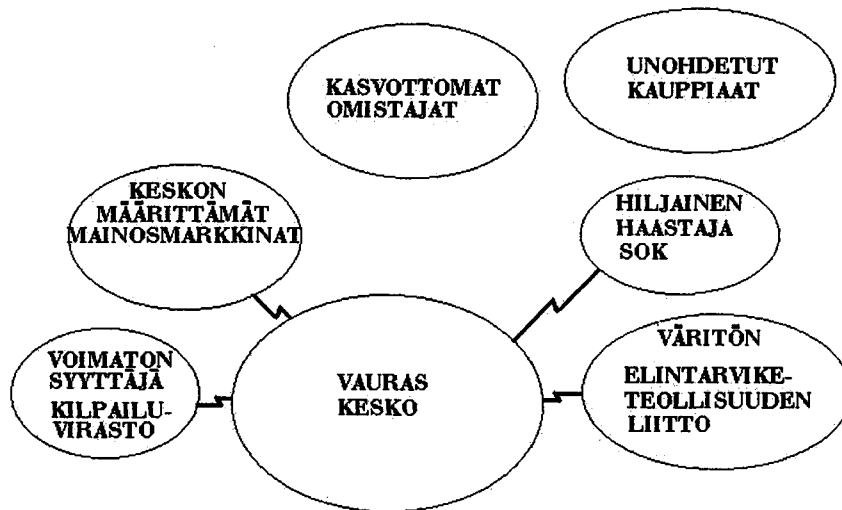 KASVOTTOMAT
OMISTAJAT
UNOHDETUT
KAUPPIAAT
KESKON
MÄÄRITTÄMÄT
MAINOSMARKKINAT
HILJAINEN
HAASTAJA
SOK
VOIMATON
SYYTTÄJÄ
KILPAILU-
VIRASTO
VAURAS
KESKO
VÄRITÖN
ELINTARVIKE-
TEOLLISUUDEN
LIITTO